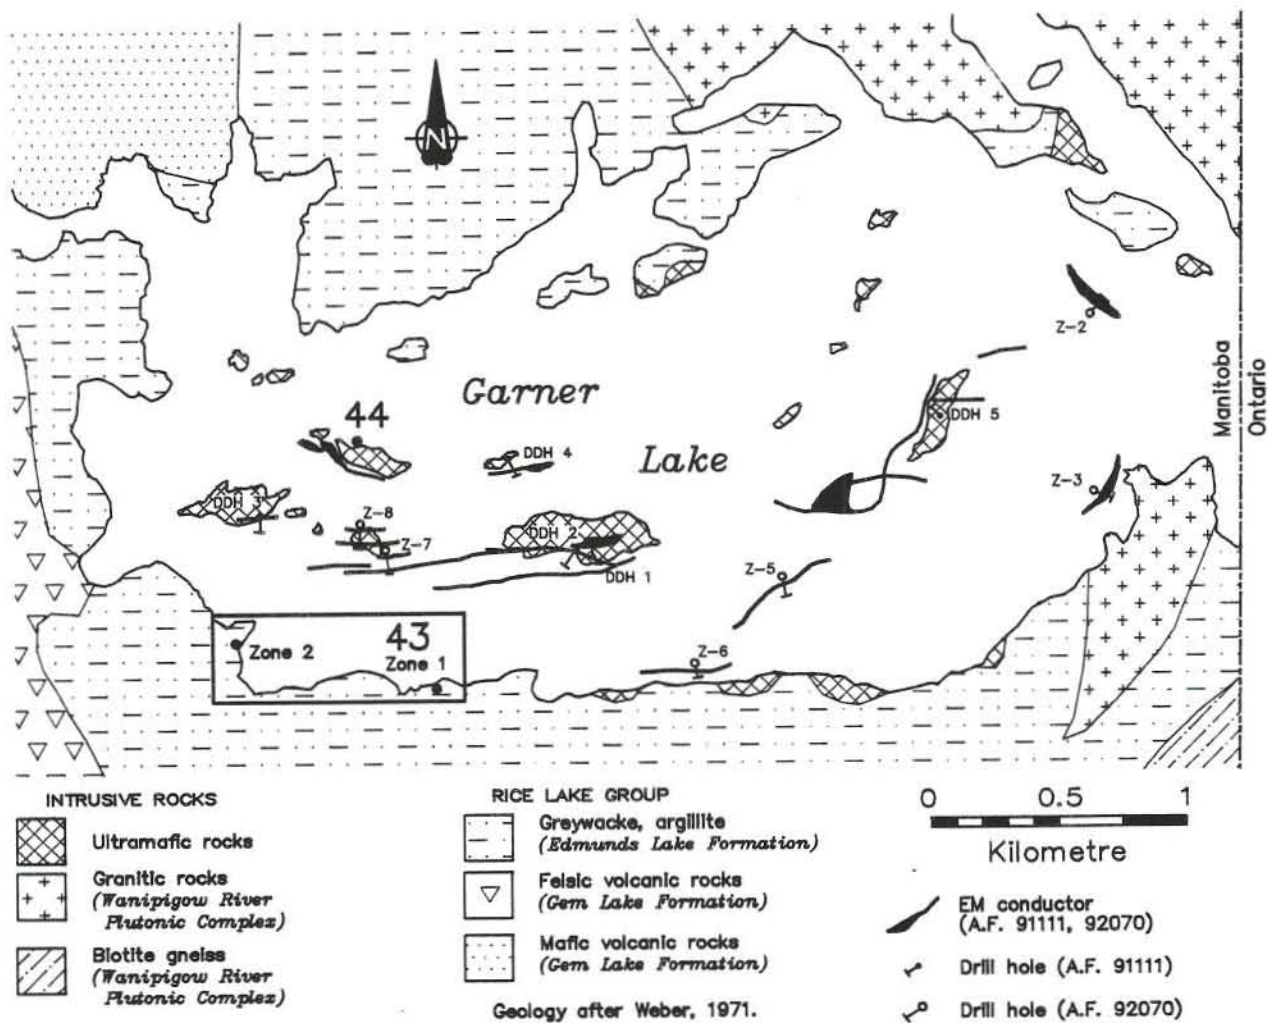 N
Z-2
Manitoba
Ontario
Garner
44
DDH 5
Lake
DDH 4
Z-3
DDH 3
Z-8
DDH 2
Z-7
DDH 1
Z-5
43
Zone 2
Zone 1
Z-6
INTRUSIVE ROCKS
Ultramafic rocks
Granitic rocks
(Wanipigow River
Plutonic Complex)
Biotite gneiss
(Wanipigow River
Plutonic Complex)
RICE LAKE GROUP
Greywacke, argillite
(Edmunds Lake Formation)
Felsic volcanic rocks
(Gem Lake Formation)
Mafic volcanic rocks
(Gem Lake Formation)
Geology after Weber, 1971.
0 0.5 1
Kilometre
EM conductor
(A.F. 91111, 92070)
Drill hole (A.F. 91111)
Drill hole (A.F. 92070)